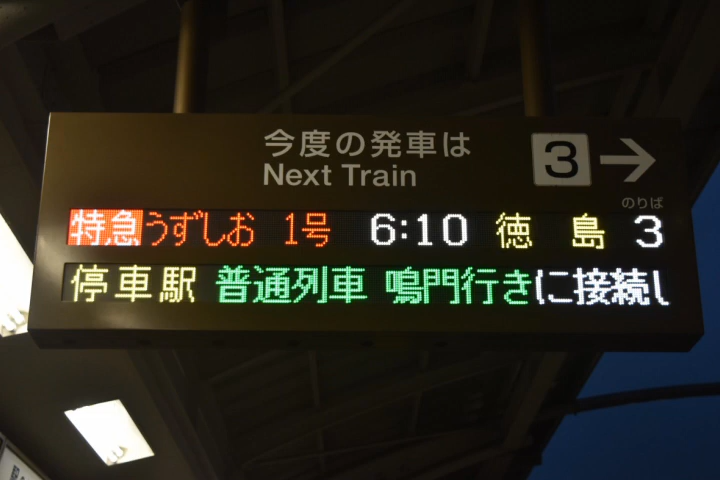 今度の発車は
Next Train
3 →
のりば
特急 うずしお 1号 6:10 徳島 3
停車駅 普通列車 鳴門行きに接続し